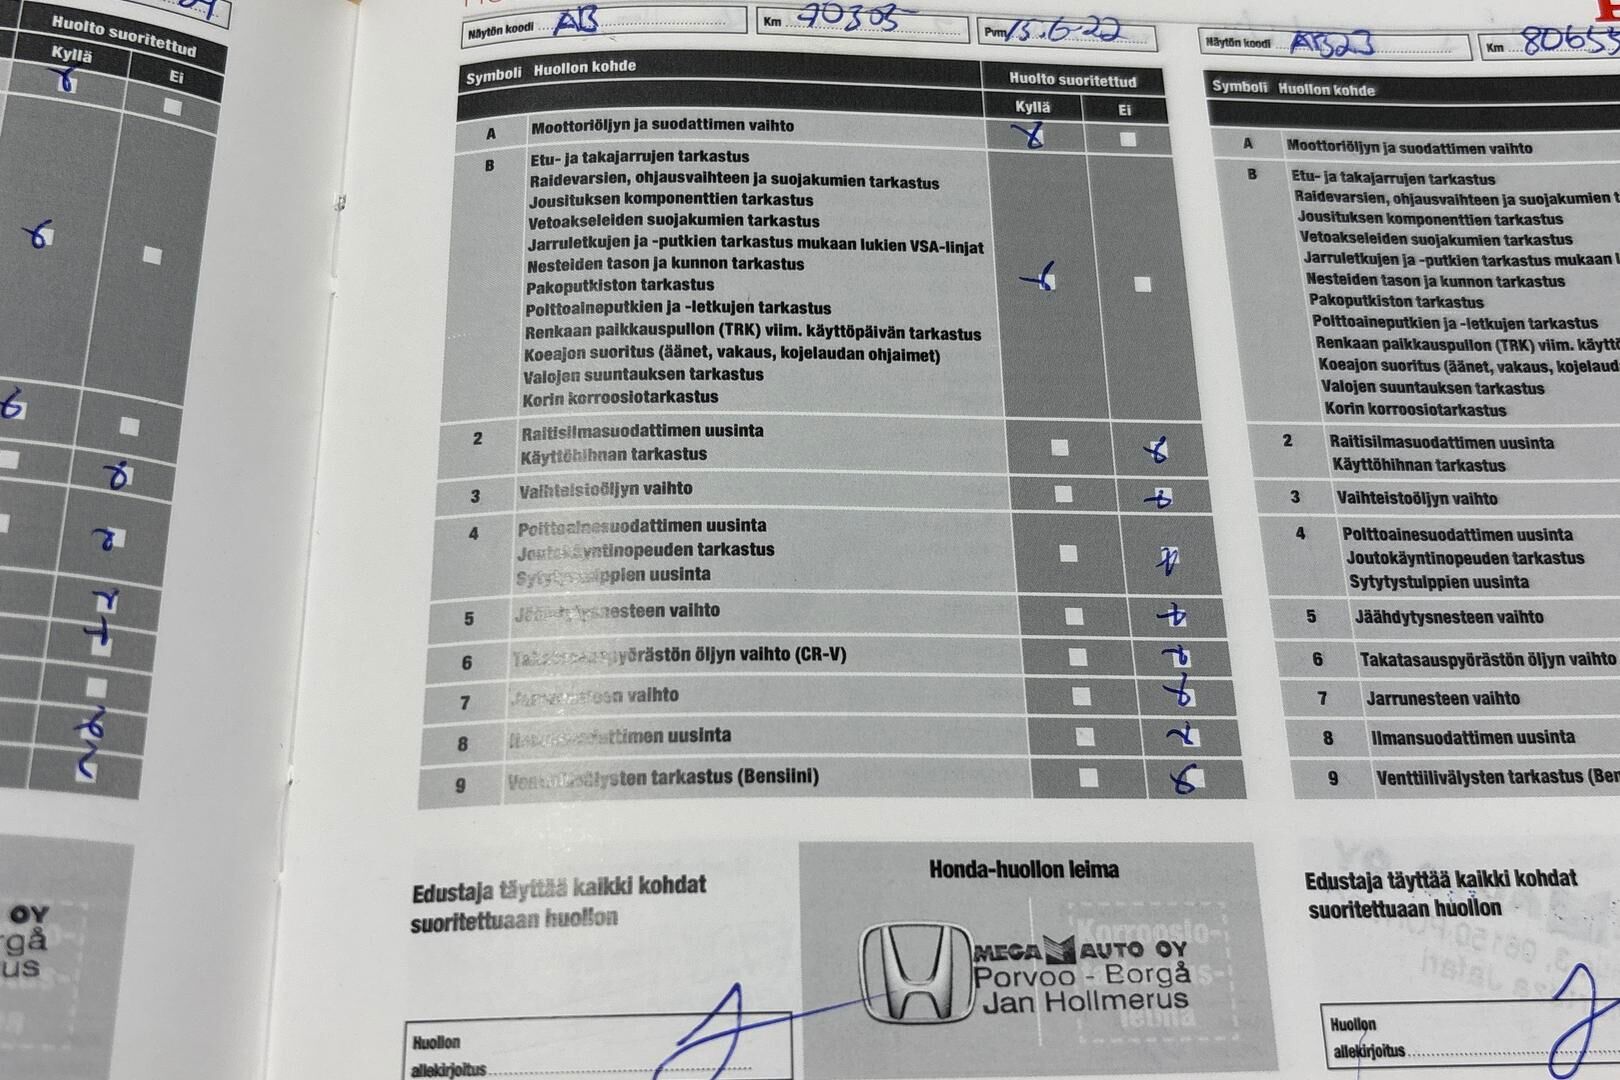 Huolto suoritettud
Kyllä
Ei
OY
rgå
us
Näytön koodi AB
Km 70305
Pvm 15.6-22
Symboli Huollon kohde
Huolto suoritettud
Kyllä
Ei
A Moottoriöljyn ja suodattimen vaihto
B Etu- ja takajarrujen tarkastus
Raidevarsien, ohjausvaihteen ja suojakumien tarkastus
Jousituksen komponenttien tarkastus
Vetoakseleiden suojakumien tarkastus
Jarruletkujen ja -putkien tarkastus mukaan lukien VSA-linjat
Nesteiden tason ja kunnon tarkastus
Pakoputkiston tarkastus
Polttoaineputkien ja -letkujen tarkastus
Renkaan paikkauspullon (TRK) viim. käyttöpäivän tarkastus
Koeajon suoritus (äänet, vakaus, kojelaudan ohjaimet)
Valojen suuntauksen tarkastus
Korin korroosiotarkastus
2 Raitisilmasuodattimen uusinta
Käyttöhihnan tarkastus
3 Vaihteistoöljyn vaihto
4 Polttoainesuodattimen uusinta
Joutokäyntinopeuden tarkastus
Sytytystulppien uusinta
5 Jäähdytysnesteen vaihto
6 Takatasauspyörästön öljyn vaihto (CR-V)
7 Jarrunesteen vaihto
8 Ilmansuodattimen uusinta
9 Venttiilivälysten tarkastus (Bensiini)
Edustaja täyttää kaikki kohdat
suoritettuaan huollon
Honda-huollon leima
MEGA AUTO OY
Porvoo - Borgå
Jan Hollmerus
Korroosio-
leima
Huollon
allekirjoitus
Näytön koodi AB23
Km 80655
Symboli Huollon kohde
A Moottoriöljyn ja suodattimen vaihto
B Etu- ja takajarrujen tarkastus
Raidevarsien, ohjausvaihteen ja suojakumien t
Jousituksen komponenttien tarkastus
Vetoakseleiden suojakumien tarkastus
Jarruletkujen ja -putkien tarkastus mukaan l
Nesteiden tason ja kunnon tarkastus
Pakoputkiston tarkastus
Polttoaineputkien ja -letkujen tarkastus
Renkaan paikkauspullon (TRK) viim. käyttö
Koeajon suoritus (äänet, vakaus, kojelaud
Valojen suuntauksen tarkastus
Korin korroosiotarkastus
2 Raitisilmasuodattimen uusinta
Käyttöhihnan tarkastus
3 Vaihteistoöljyn vaihto
4 Polttoainesuodattimen uusinta
Joutokäyntinopeuden tarkastus
Sytytystulppien uusinta
5 Jäähdytysnesteen vaihto
6 Takatasauspyörästön öljyn vaihto
7 Jarrunesteen vaihto
8 Ilmansuodattimen uusinta
9 Venttiilivälysten tarkastus (Ben
Edustaja täyttää kaikki kohdat
suoritettuaan huollon
Huollon
allekirjoitus